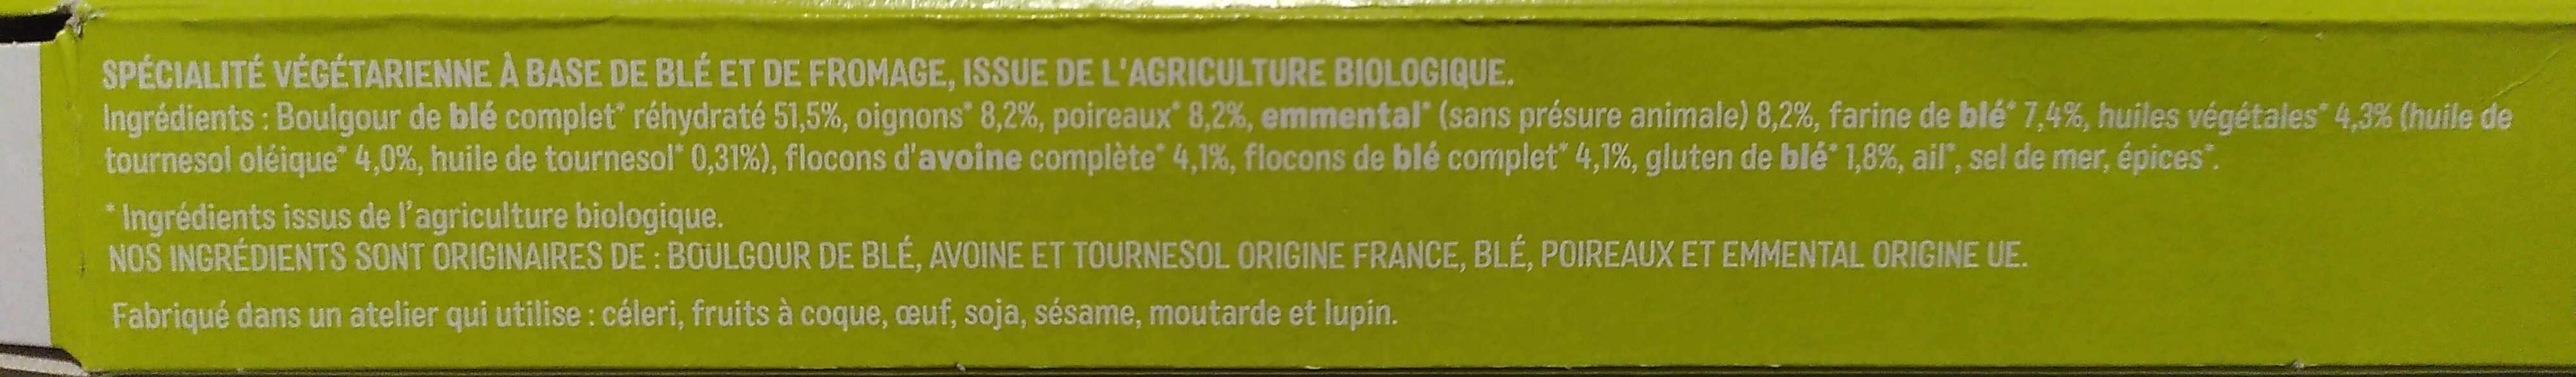 SPÉCIALITÉ VÉGÉTARIENNE À BASE DE BLÉ ET DE FROMAGE, ISSUE DE L'AGRICULTURE BIOLOGIQUE.
Ingrédients : Boulgour de blé complet* réhydraté 51,5%, oignons* 8,2%, poireaux* 8,2%, emmental* (sans présure animale) 8,2%, farine de blé* 7,4%, huiles végétales* 4,3% (huile de
tournesol oléique* 4,0%, huile de tournesol* 0,31%), flocons d'avoine complète* 4,1%, flocons de blé complet* 4,1%, gluten de blé* 1,8%, ail*, sel de mer, épices*.
* Ingrédients issus de l'agriculture biologique.
NOS INGRÉDIENTS SONT ORIGINAIRES DE : BOULGOUR DE BLÉ, AVOINE ET TOURNESOL ORIGINE FRANCE, BLÉ, POIREAUX ET EMMENTAL ORIGINE UE.
Fabriqué dans un atelier qui utilise : céleri, fruits à coque, œuf, soja, sésame, moutarde et lupin.